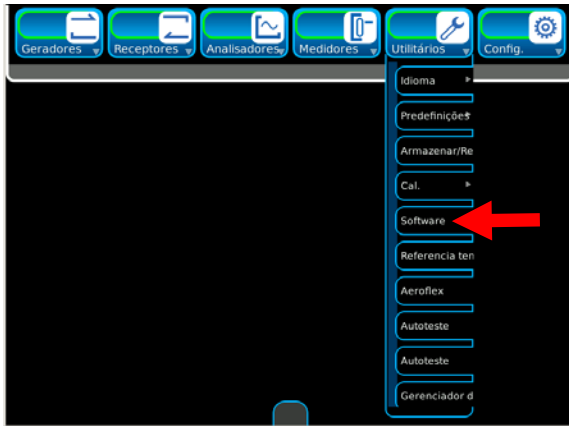 Geradores
Receptores
Analisadores
Medidores
Utilitários
Config.
Idioma
Predefinições
Armazenar/Re
Cal.
Software
Referencia ten
Aeroflex
Autoteste
Autoteste
Gerenciador d